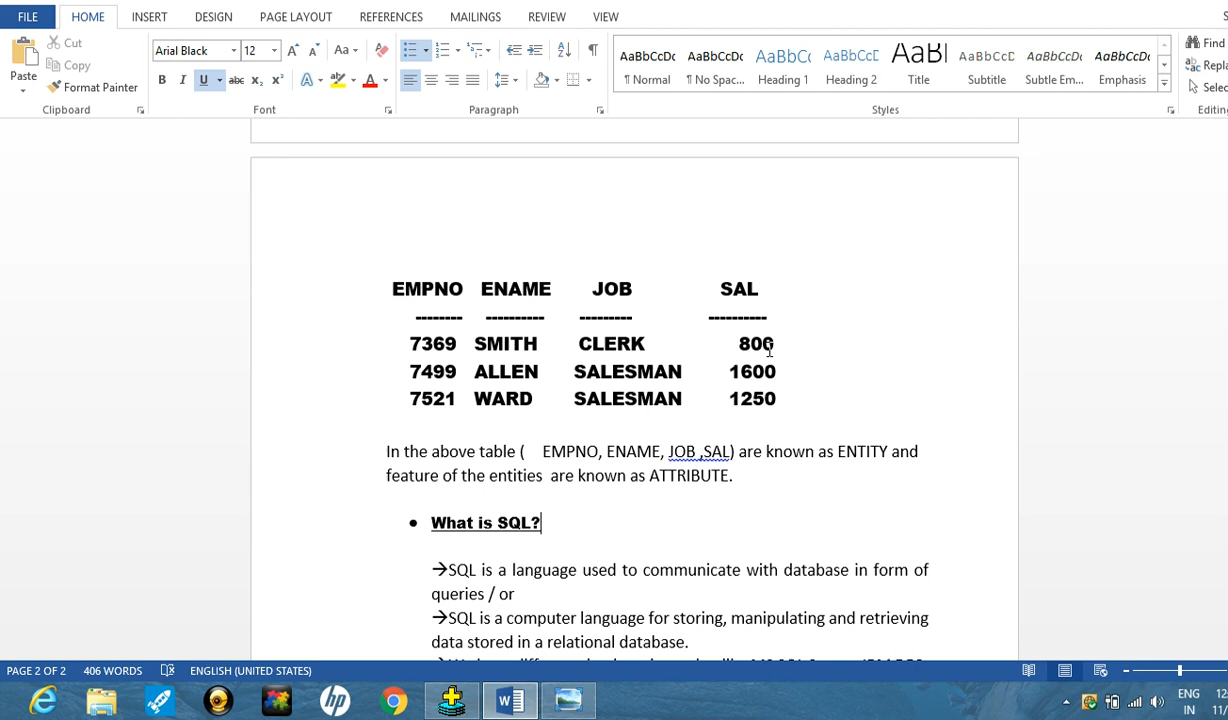 FILE HOME INSERT DESIGN PAGE LAYOUT REFERENCES MAILINGS REVIEW VIEW
Cut
Copy
Format Painter
Paste
Clipboard
Arial Black 12
Font
Paragraph
AaBbCcDc AaBbCcDc AaBbCc AaBbCcD AaBl AaBbCcD AaBbCcDc AaBbCcDc
¶ Normal ¶ No Spac... Heading 1 Heading 2 Title Subtitle Subtle Em... Emphasis
Styles
Find
Repla
Selec
Editing
EMPNO ENAME JOB SAL
-------- ---------- --------- ----------
7369 SMITH CLERK 800
7499 ALLEN SALESMAN 1600
7521 WARD SALESMAN 1250
In the above table ( EMPNO, ENAME, JOB ,SAL) are known as ENTITY and
feature of the entities are known as ATTRIBUTE.
• What is SQL?
→SQL is a language used to communicate with database in form of
queries / or
→SQL is a computer language for storing, manipulating and retrieving
data stored in a relational database.
PAGE 2 OF 2 406 WORDS ENGLISH (UNITED STATES)
ENG
IN
12:
11/